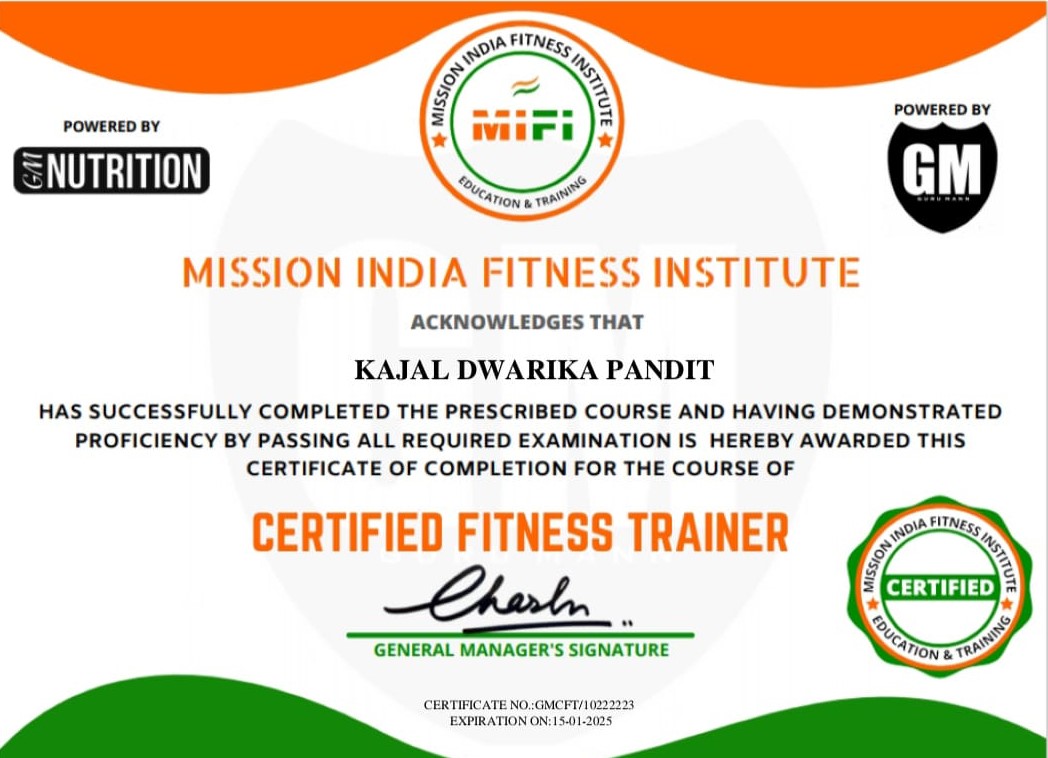 MISSION INDIA FITNESS INSTITUTE
MiFi
EDUCATION & TRAINING
POWERED BY
GM NUTRITION
POWERED BY
GM
GURU MANN
MISSION INDIA FITNESS INSTITUTE
ACKNOWLEDGES THAT
KAJAL DWARIKA PANDIT
HAS SUCCESSFULLY COMPLETED THE PRESCRIBED COURSE AND HAVING DEMONSTRATED
PROFICIENCY BY PASSING ALL REQUIRED EXAMINATION IS HEREBY AWARDED THIS
CERTIFICATE OF COMPLETION FOR THE COURSE OF
CERTIFIED FITNESS TRAINER
GENERAL MANAGER'S SIGNATURE
MISSION INDIA FITNESS INSTITUTE
CERTIFIED
EDUCATION & TRAINING
CERTIFICATE NO.:GMCFT/10222223
EXPIRATION ON:15-01-2025